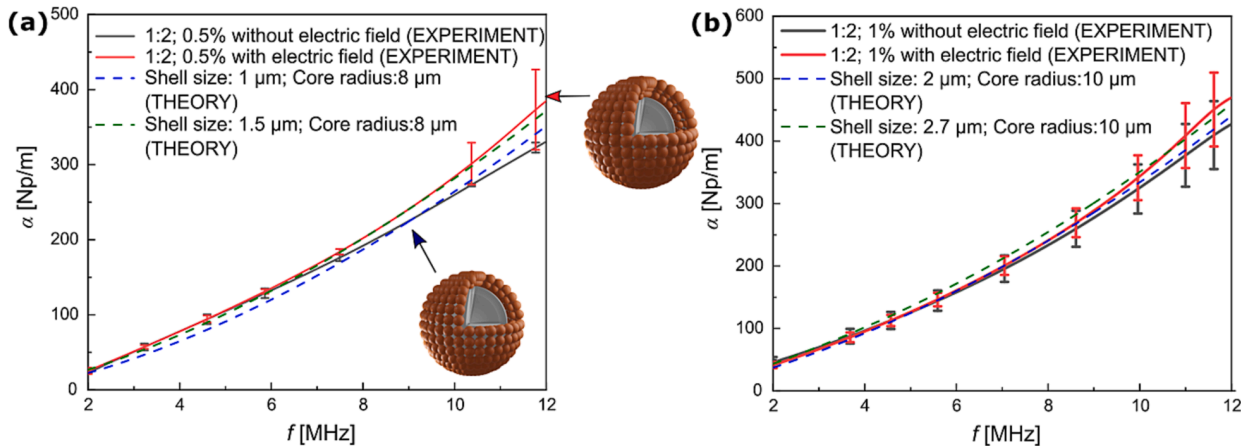 (a)
500
400
300
200
100
0
α [Np/m]
1:2; 0.5% without electric field (EXPERIMENT)
1:2; 0.5% with electric field (EXPERIMENT)
Shell size: 1 μm; Core radius:8 μm
(THEORY)
Shell size: 1.5 μm; Core radius:8 μm
(THEORY)
2 4 6 8 10 12
f [MHz]
(b)
600
500
400
300
200
100
0
α [Np/m]
1:2; 1% without electric field (EXPERIMENT)
1:2; 1% with electric field (EXPERIMENT)
Shell size: 2 μm; Core radius:10 μm
(THEORY)
Shell size: 2.7 μm; Core radius:10 μm
(THEORY)
2 4 6 8 10 12
f [MHz]